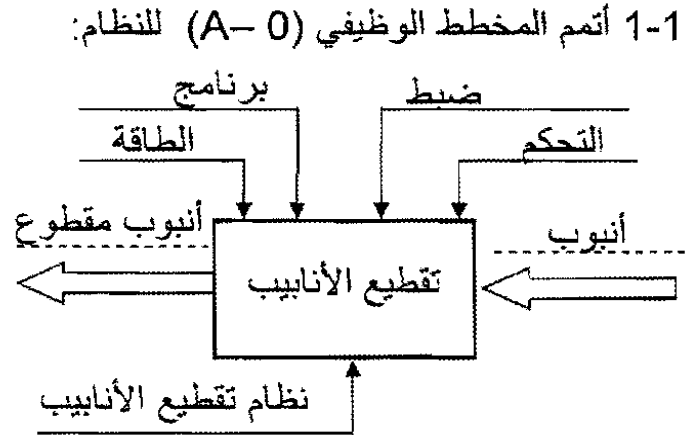 1-1 أتمم المخطط الوظيفي (A–0) للنظام:
ضبط
برنامج
التحكم
الطاقة
أنبوب
أنبوب مقطوع
تقطيع الأنابيب
نظام تقطيع الأنابيب